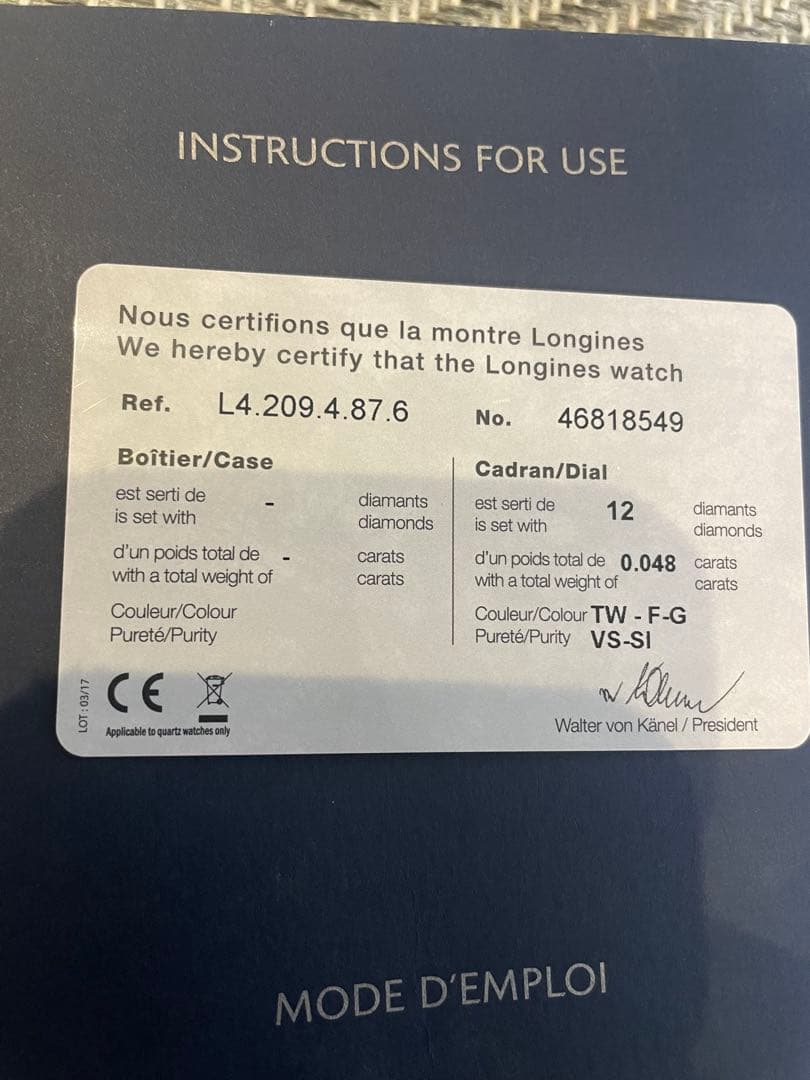 INSTRUCTIONS FOR USE
Nous certifions que la montre Longines
We hereby certify that the Longines watch
Ref. L4.209.4.87.6 No. 46818549
Boîtier/Case
est serti de - diamants
is set with diamonds
d'un poids total de - carats
with a total weight of carats
Couleur/Colour
Pureté/Purity
Cadran/Dial
est serti de 12 diamants
is set with diamonds
d'un poids total de 0.048 carats
with a total weight of carats
Couleur/Colour TW - F-G
Pureté/Purity VS-SI
LOT : 03/17
CE
Applicable to quartz watches only
Walter von Känel / President
MODE D'EMPLOI